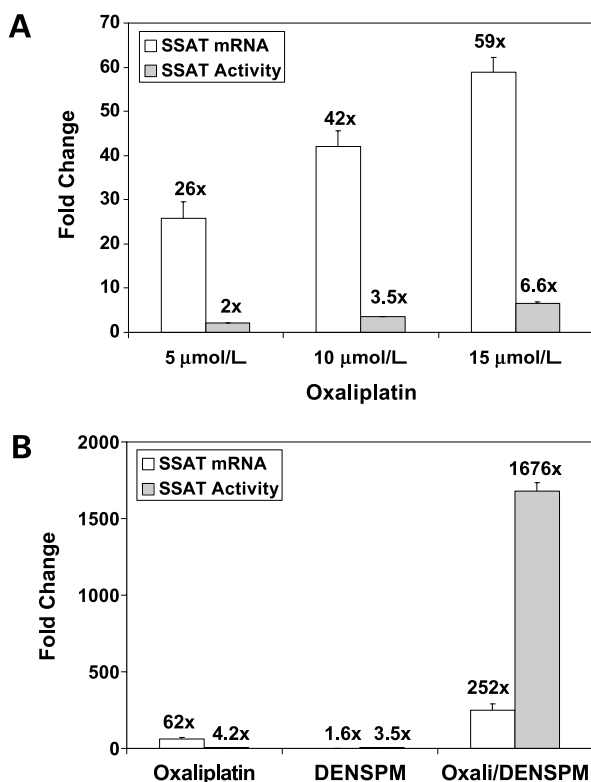 A
70
60
50
40
30
20
10
0
Fold Change
SSAT mRNA
SSAT Activity
26x
2x
42x
3.5x
59x
6.6x
5 μmol/L
10 μmol/L
15 μmol/L
Oxaliplatin
B
2000
1500
1000
500
0
Fold Change
SSAT mRNA
SSAT Activity
62x
4.2x
1.6x
3.5x
252x
1676x
Oxaliplatin
DENSPM
Oxali/DENSPM